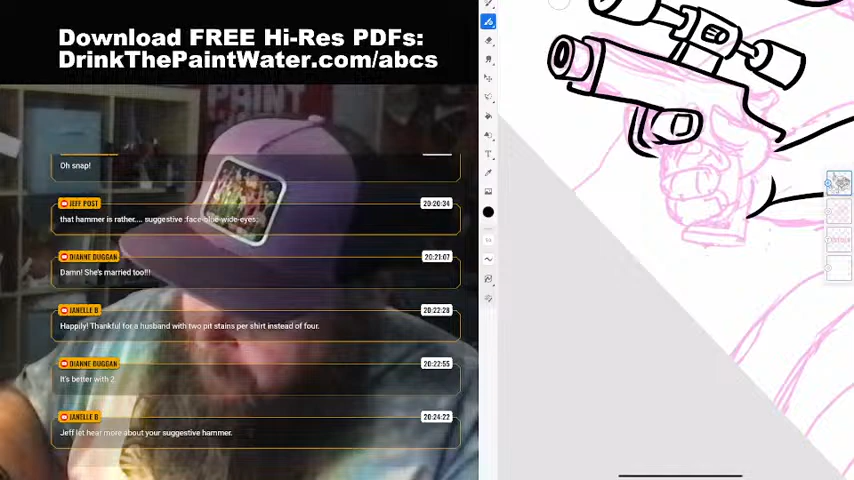 Download FREE Hi-Res PDFs:
DrinkThePaintWater.com/abcs
PAINT
Oh snap!
JEFF POST
20:20:34
that hammer is rather.... suggestive :face-blue-wide-eyes:
DIANNE DUGGAN
20:21:07
Damn! She's married too!!!
JANELLE B
20:22:28
Happily! Thankful for a husband with two pit stains per shirt instead of four.
DIANNE DUGGAN
20:22:55
It's better with 2.
JANELLE B
20:24:22
Jeff let hear more about your suggestive hammer.